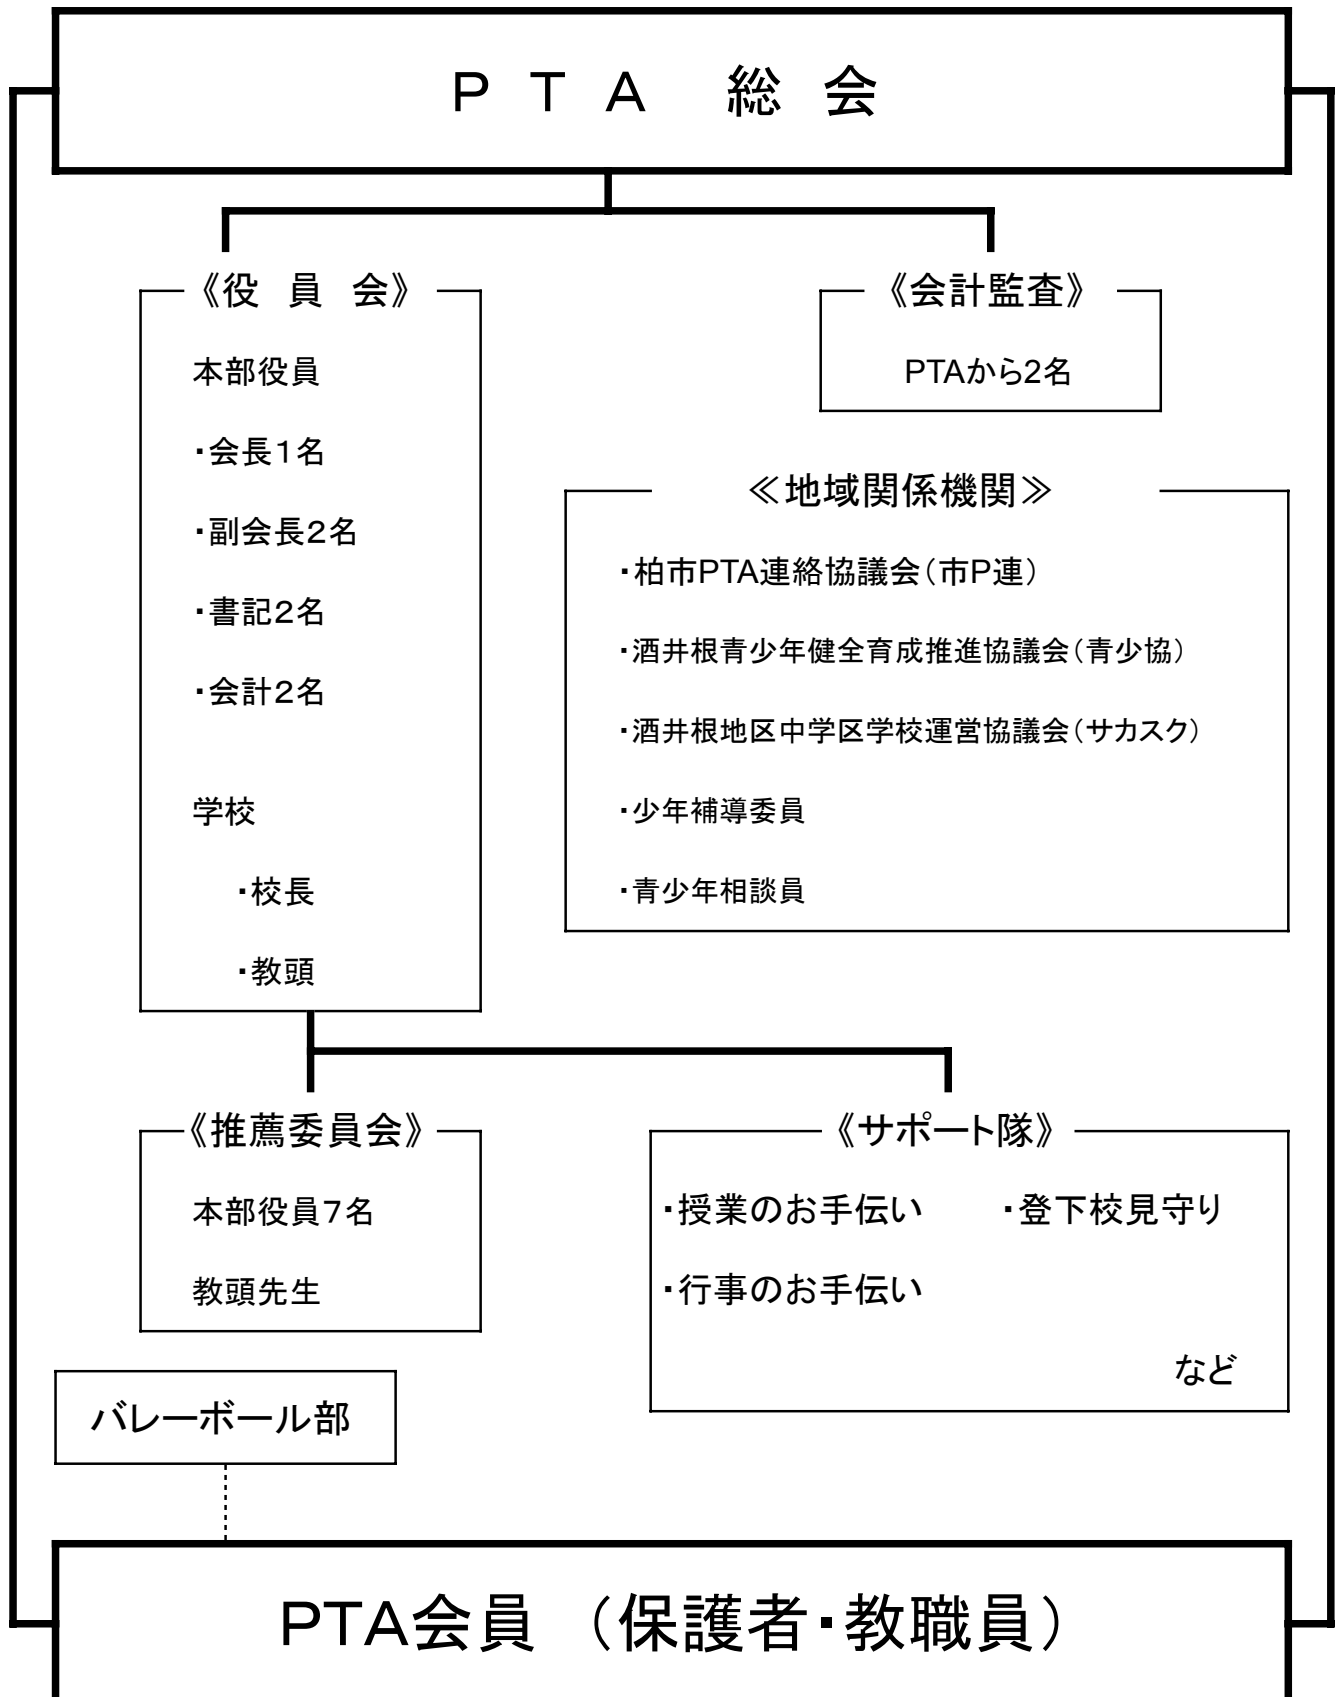 ＰＴＡ　総会
《役　員　会》
本部役員
・会長１名
・副会長２名
・書記２名
・会計２名
学校
・校長
・教頭
《会計監査》
PTAから2名
≪地域関係機関≫
・柏市PTA連絡協議会（市P連）
・酒井根青少年健全育成推進協議会（青少協）
・酒井根地区中学区学校運営協議会（サカスク）
・少年補導委員
・青少年相談員
《推薦委員会》
本部役員７名
教頭先生
《サポート隊》
・授業のお手伝い　　・登下校見守り
・行事のお手伝い
など
バレーボール部
PTA会員　（保護者・教職員）